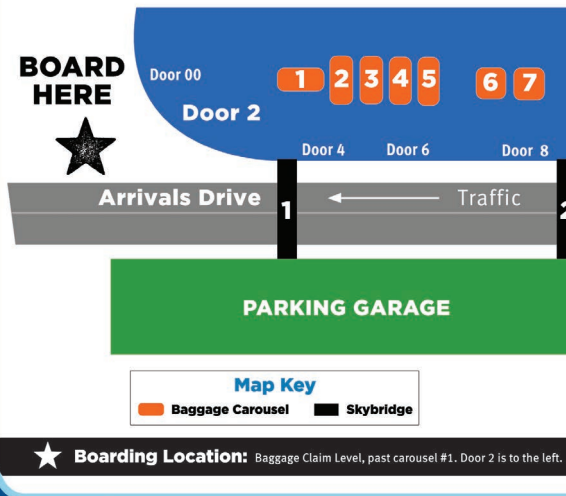 BOARD
HERE
Door 00
Door 2
1 2 3 4 5 6 7
Door 4 Door 6 Door 8
Arrivals Drive 1 Traffic 2
PARKING GARAGE
Map Key
Baggage Carousel Skybridge
Boarding Location: Baggage Claim Level, past carousel #1. Door 2 is to the left.